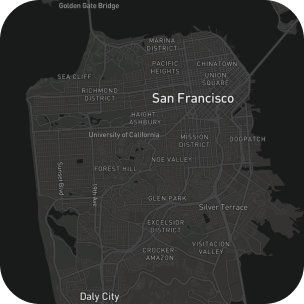 Golden Gate Bridge
MARINA
DISTRICT
PACIFIC
HEIGHTS
CHINATOWN
UNION
SQUARE
SEA CLIFF
RICHMOND
DISTRICT
San Francisco
HAIGHT
ASHBURY
University of California
MISSION
DISTRICT
DOGPATCH
NOE VALLEY
Sunset Blvd
19th Ave
FOREST HILL
GLEN PARK
Silver Terrace
EXCELSIOR
DISTRICT
CROCKER
AMAZON
VISITACION
VALLEY
Daly City